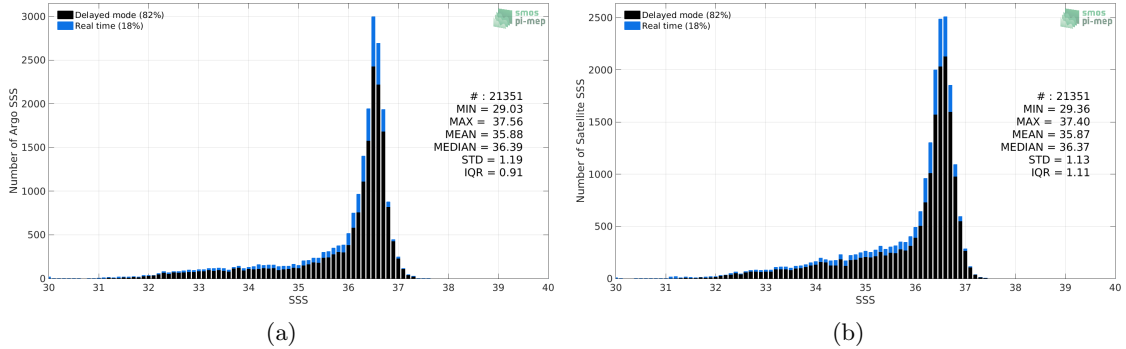 Delayed mode (82%)
Real time (18%)
smos
pi-mep
3000
2500
2000
1500
1000
500
0
Number of Argo SSS
# : 21351
MIN = 29.03
MAX = 37.56
MEAN = 35.88
MEDIAN = 36.39
STD = 1.19
IQR = 0.91
30 31 32 33 34 35 36 37 38 39 40
SSS
(a)
Delayed mode (82%)
Real time (18%)
smos
pi-mep
2500
2000
1500
1000
500
0
Number of Satellite SSS
# : 21351
MIN = 29.36
MAX = 37.40
MEAN = 35.87
MEDIAN = 36.37
STD = 1.13
IQR = 1.11
30 31 32 33 34 35 36 37 38 39 40
SSS
(b)